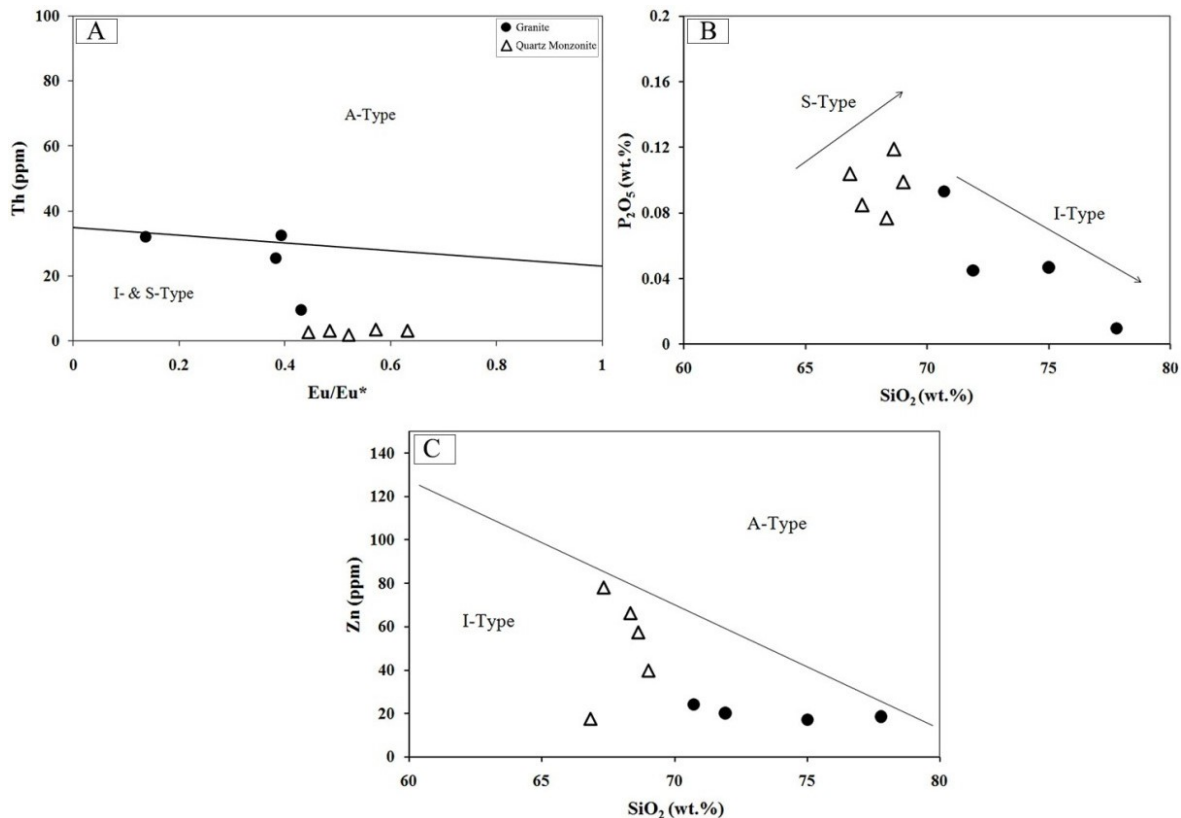 A
Granite
Quartz Monzonite
100
80
60
40
20
0
Th (ppm)
A-Type
I- & S-Type
0
0.2
0.4
0.6
0.8
1
Eu/Eu*
B
0.2
0.16
0.12
0.08
0.04
0
P₂O₅ (wt.%)
S-Type
I-Type
60
65
70
75
80
SiO₂ (wt.%)
C
140
120
100
80
60
40
20
0
Zn (ppm)
A-Type
I-Type
60
65
70
75
80
SiO₂ (wt.%)